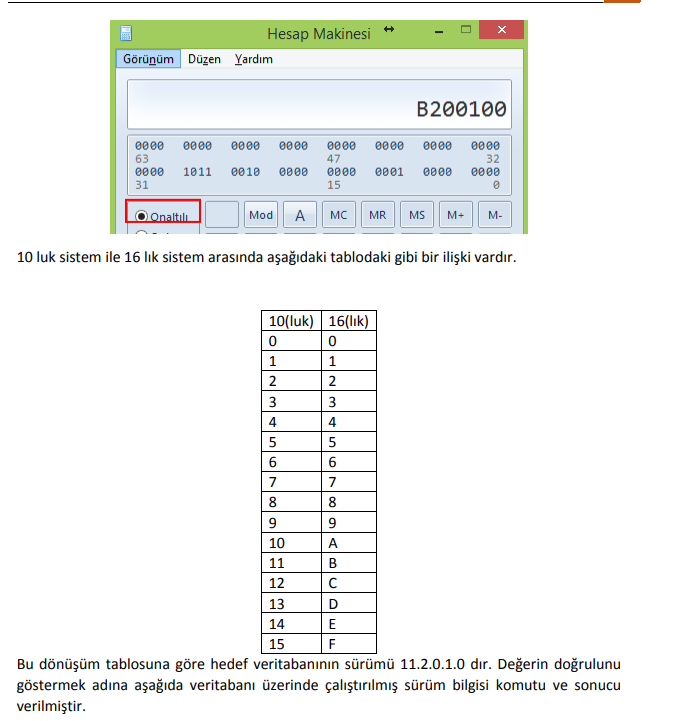 Hesap Makinesi
Görünüm Düzen Yardım
B200100
0000 0000 0000 0000 0000 0000 0000 0000
63 47 32
0000 1011 0010 0000 0000 0001 0000 0000
31 15 0
Onaltılı Mod A MC MR MS M+ M-
10 luk sistem ile 16 lık sistem arasında aşağıdaki tablodaki gibi bir ilişki vardır.
10(luk) 16(lık)
0 0
1 1
2 2
3 3
4 4
5 5
6 6
7 7
8 8
9 9
10 A
11 B
12 C
13 D
14 E
15 F
Bu dönüşüm tablosuna göre hedef veritabanının sürümü 11.2.0.1.0 dır. Değerin doğrulunu
göstermek adına aşağıda veritabanı üzerinde çalıştırılmış sürüm bilgisi komutu ve sonucu
verilmiştir.